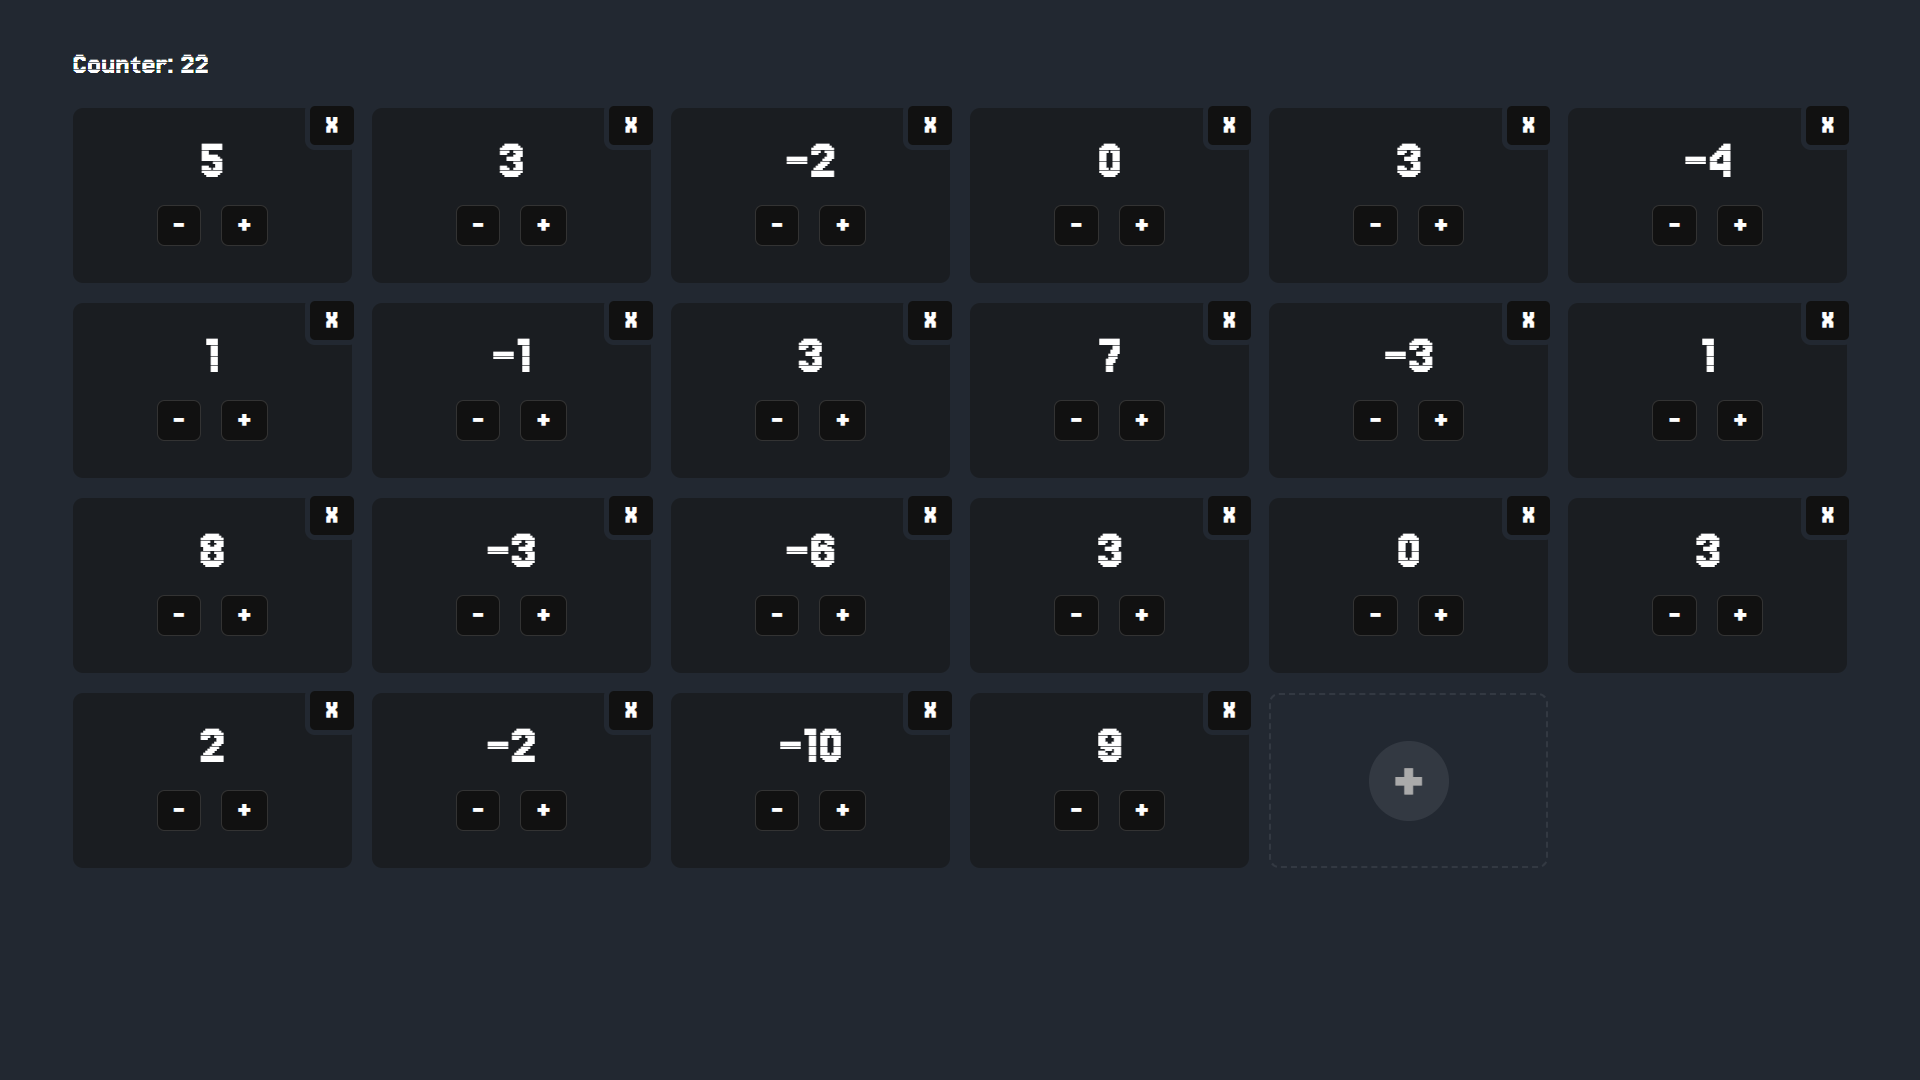 Counter: 22
X X X X X X
5 3 -2 0 3 -4
- + - + - + - + - + - +
X X X X X X
1 -1 3 7 -3 1
- + - + - + - + - + - +
X X X X X X
8 -3 -6 3 0 3
- + - + - + - + - + - +
X X X X
2 -2 -10 9
+
- + - + - + - +